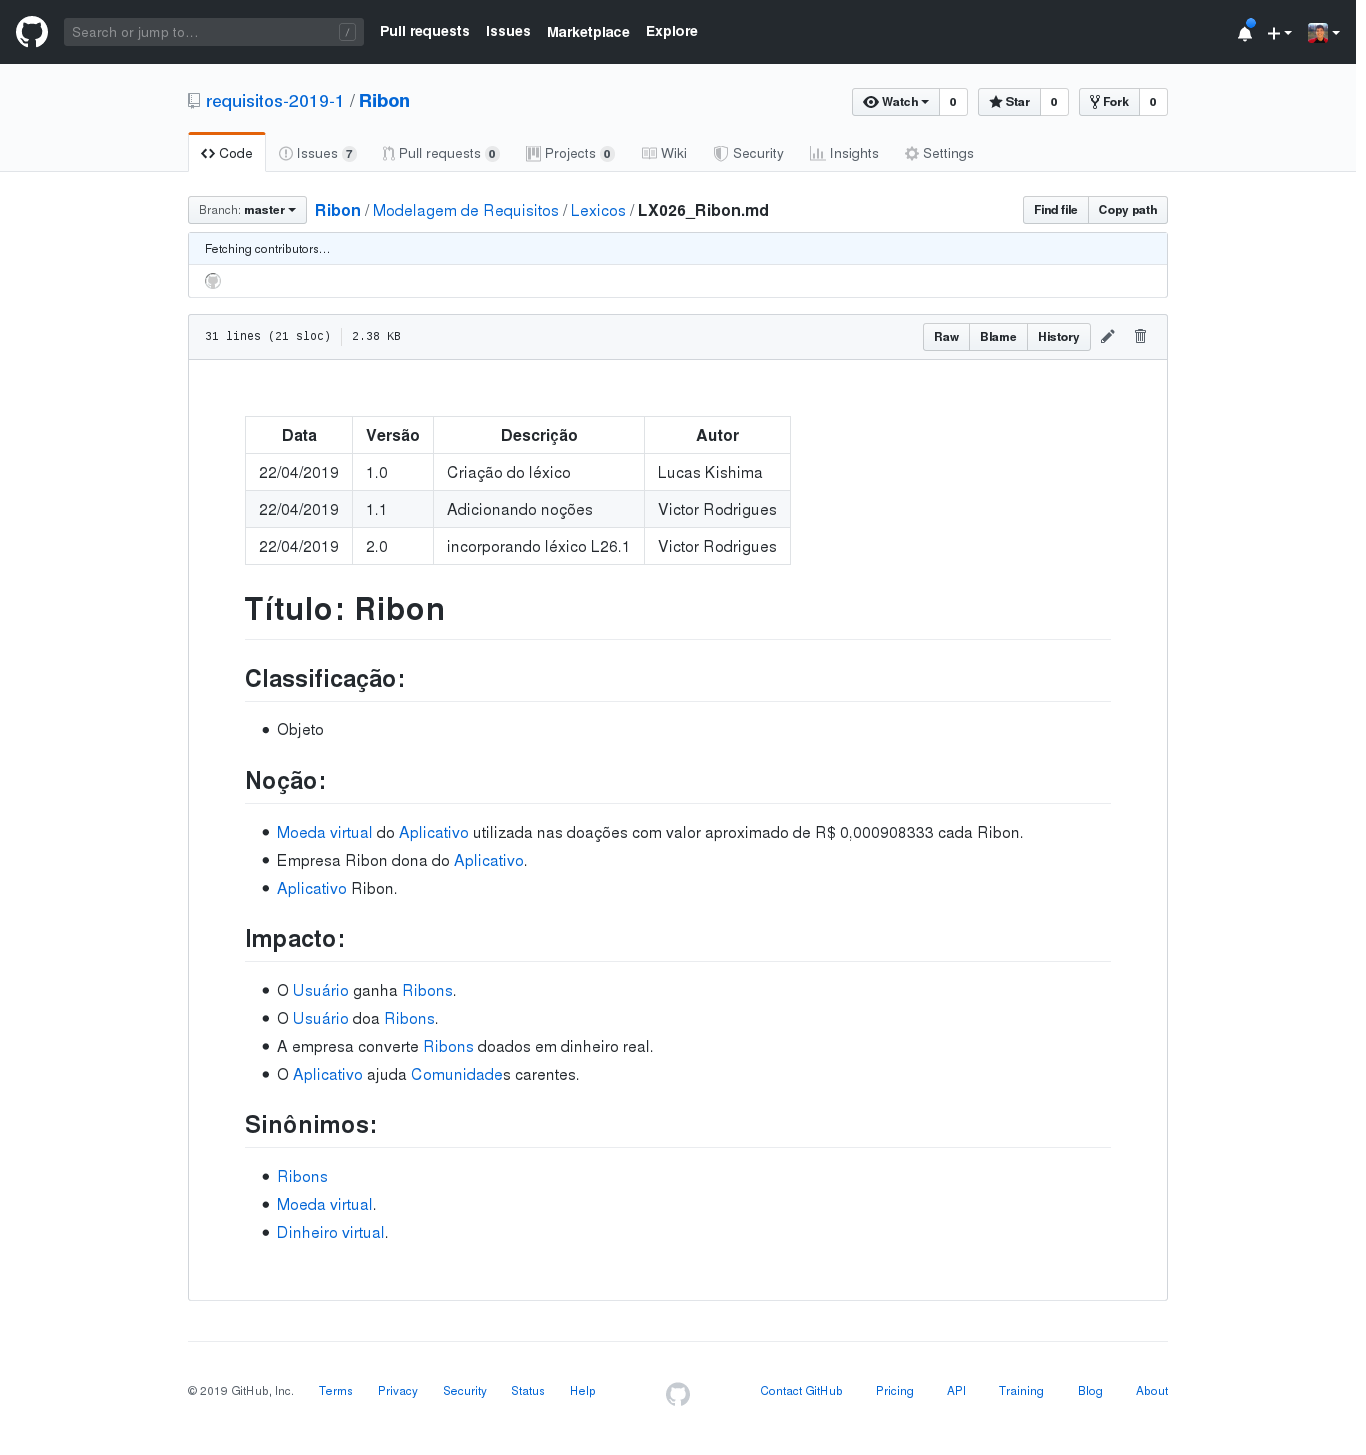 Search or jump to… /
Pull requests Issues Marketplace Explore
requisitos-2019-1 / Ribon
Watch 0 Star 0 Fork 0
Code Issues 7 Pull requests 0 Projects 0 Wiki Security Insights Settings
Branch: master Ribon / Modelagem de Requisitos / Lexicos / LX026_Ribon.md Find file Copy path
Fetching contributors…
31 lines (21 sloc) 2.38 KB Raw Blame History
Data Versão Descrição Autor
22/04/2019 1.0 Criação do léxico Lucas Kishima
22/04/2019 1.1 Adicionando noções Victor Rodrigues
22/04/2019 2.0 incorporando léxico L26.1 Victor Rodrigues
Título: Ribon
Classificação:
• Objeto
Noção:
• Moeda virtual do Aplicativo utilizada nas doações com valor aproximado de R$ 0,000908333 cada Ribon.
• Empresa Ribon dona do Aplicativo.
• Aplicativo Ribon.
Impacto:
• O Usuário ganha Ribons.
• O Usuário doa Ribons.
• A empresa converte Ribons doados em dinheiro real.
• O Aplicativo ajuda Comunidades carentes.
Sinônimos:
• Ribons
• Moeda virtual.
• Dinheiro virtual.
© 2019 GitHub, Inc. Terms Privacy Security Status Help Contact GitHub Pricing API Training Blog About